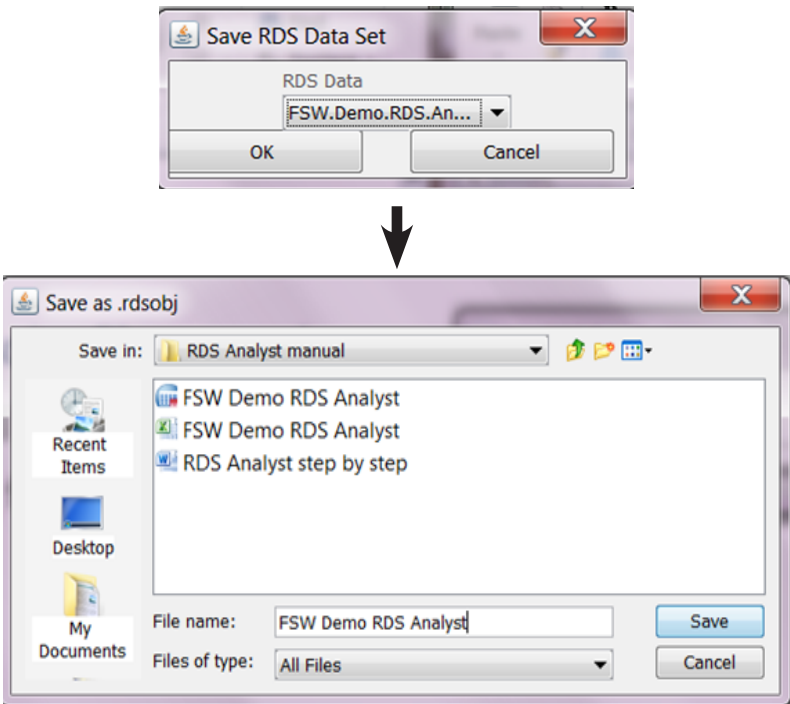 Save RDS Data Set
RDS Data
FSW.Demo.RDS.An...
OK
Cancel
Save as .rdsobj
Save in:
RDS Analyst manual
FSW Demo RDS Analyst
FSW Demo RDS Analyst
RDS Analyst step by step
Recent
Items
Desktop
My
Documents
File name:
FSW Demo RDS Analyst
Save
Files of type:
All Files
Cancel